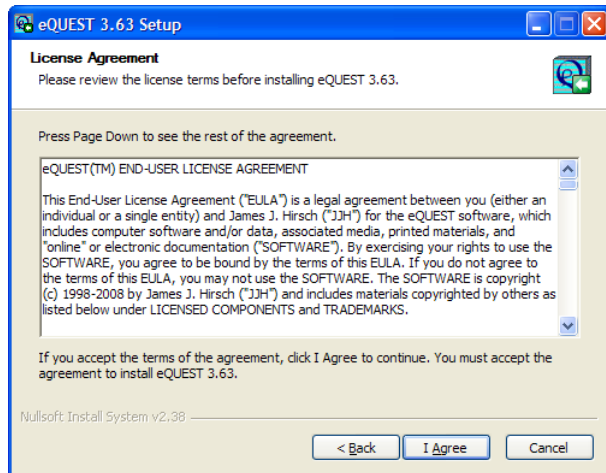 eQUEST 3.63 Setup
License Agreement
Please review the license terms before installing eQUEST 3.63.
Press Page Down to see the rest of the agreement.
eQUEST(TM) END-USER LICENSE AGREEMENT
This End-User License Agreement ("EULA") is a legal agreement between you (either an
individual or a single entity) and James J. Hirsch ("JJH") for the eQUEST software, which
includes computer software and/or data, associated media, printed materials, and
"online" or electronic documentation ("SOFTWARE"). By exercising your rights to use the
SOFTWARE, you agree to be bound by the terms of this EULA. If you do not agree to
the terms of this EULA, you may not use the SOFTWARE. The SOFTWARE is copyright
(c) 1998-2008 by James J. Hirsch ("JJH") and includes materials copyrighted by others as
listed below under LICENSED COMPONENTS and TRADEMARKS.
If you accept the terms of the agreement, click I Agree to continue. You must accept the
agreement to install eQUEST 3.63.
Nullsoft Install System v2.38
< Back I Agree Cancel